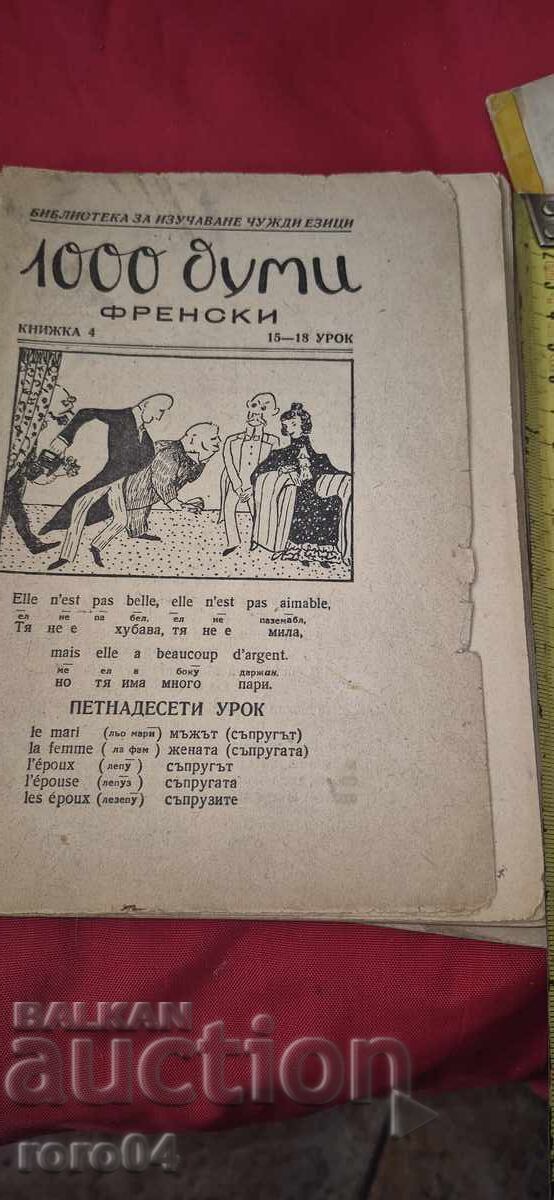 БИБЛИОТЕКА ЗА ИЗУЧАВАНЕ ЧУЖДИ ЕЗИЦИ
1000 думи
ФРЕНСКИ
КНИЖКА 4 15—18 УРОК
Elle n'est pas belle, elle n'est pas aimable,
ел не па бел, ел не паземабл,
Тя не е хубава, тя не е мила,
mais elle a beaucoup d'argent.
ме ел а боку даржан.
но тя има много пари.
ПЕТНАДЕСЕТИ УРОК
le mari (льо мари) мъжът (съпругът)
la femme ( ла фам ) жената (съпругата)
l'époux (лепу ) съпругът
l'épouse (лепуз ) съпругата
les époux (лезепу) съпрузите
BALKAN
auction
roro04